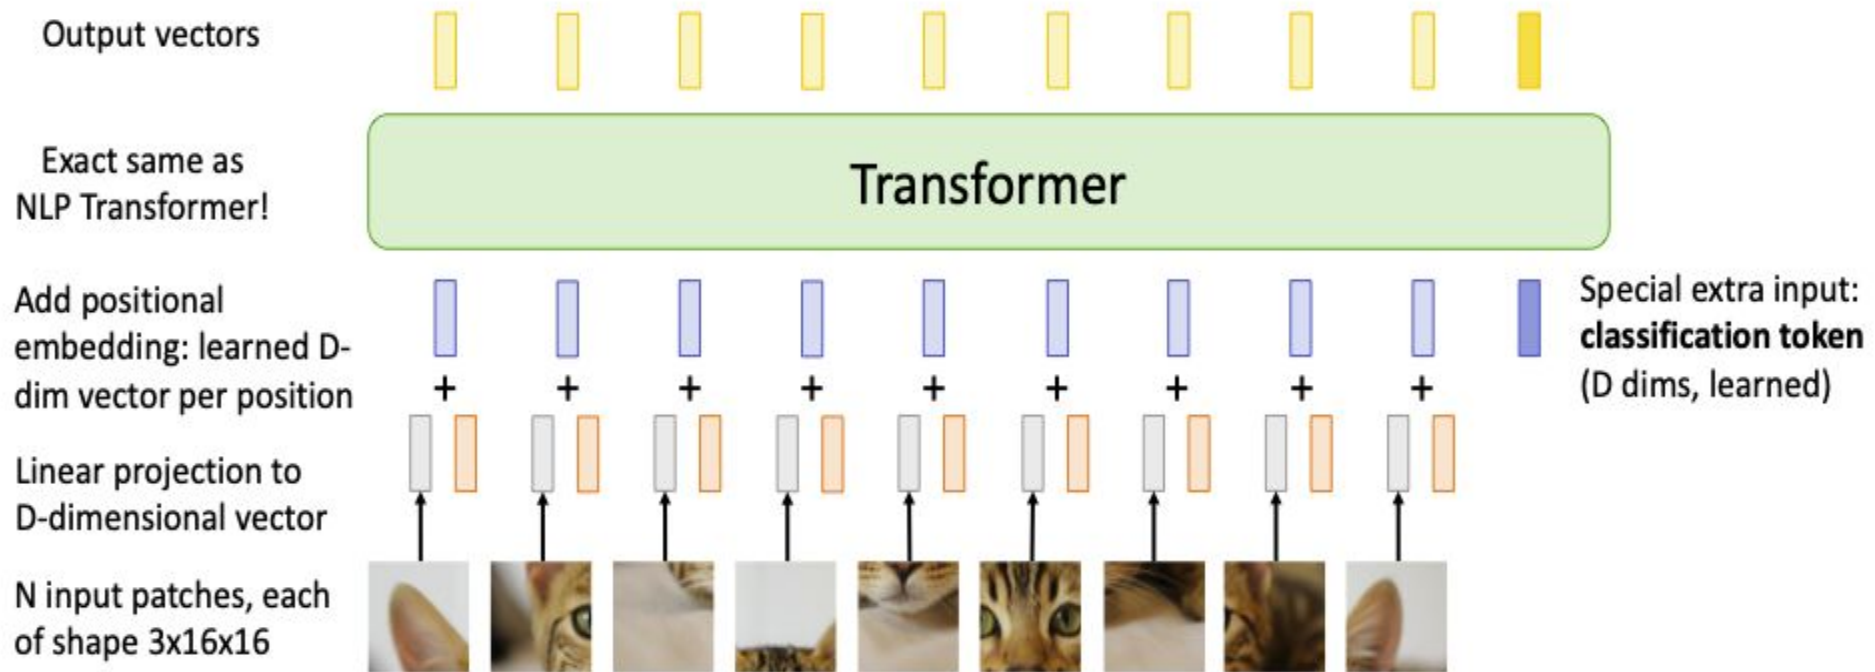 Output vectors
Exact same as
NLP Transformer!
Transformer
Add positional
embedding: learned D-
dim vector per position
+ + + + + + + + +
Special extra input:
classification token
(D dims, learned)
Linear projection to
D-dimensional vector
N input patches, each
of shape 3x16x16